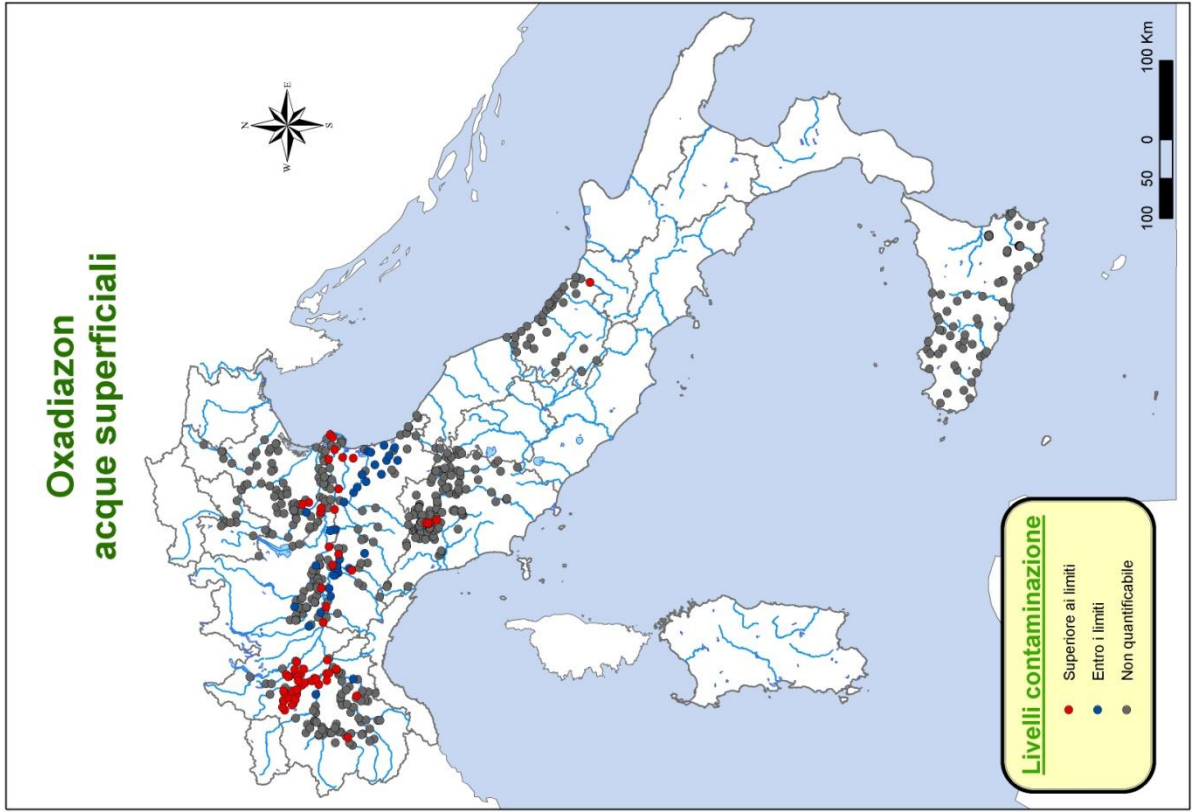 Oxadiazon
acque superficiali
N
W
E
S
Livelli contaminazione
Superiore ai limiti
Entro i limiti
Non quantificabile
100 50 0 100 Km